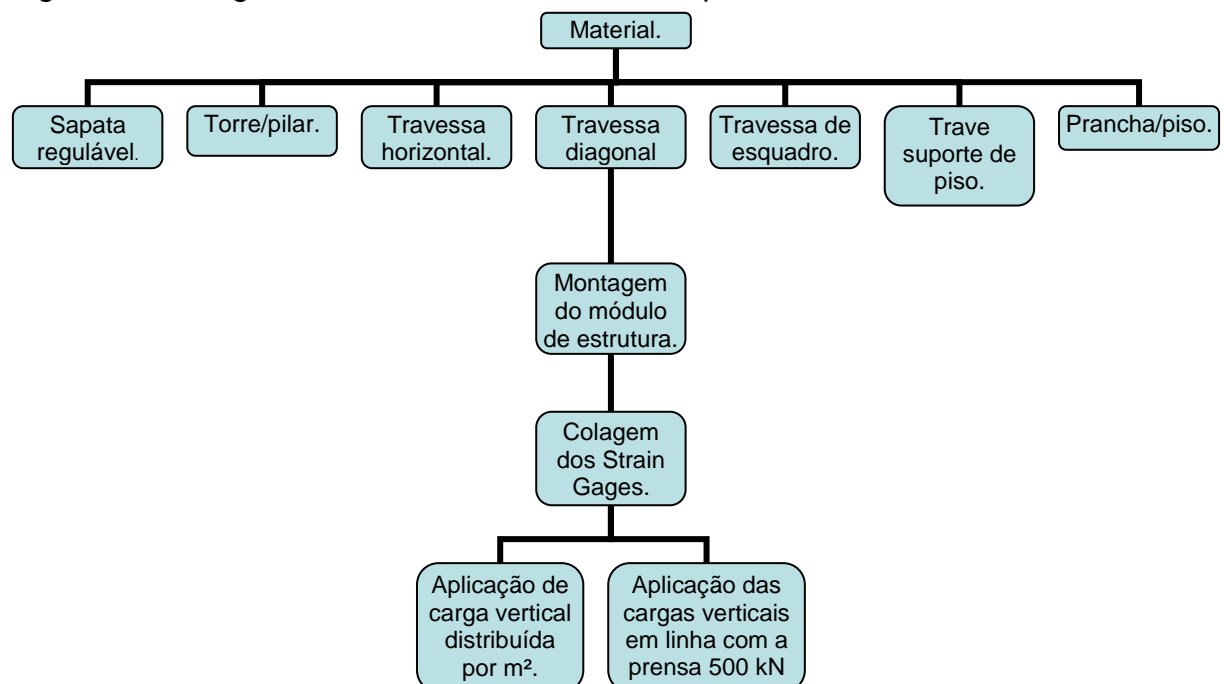 Material.
Sapata
regulável.
Torre/pilar.
Travessa
horizontal.
Travessa
diagonal
Travessa de
esquadro.
Trave
suporte de
piso.
Prancha/piso.
Montagem
do módulo
de estrutura.
Colagem
dos Strain
Gages.
Aplicação de
carga vertical
distribuída
por m².
Aplicação das
cargas verticais
em linha com a
prensa 500 kN